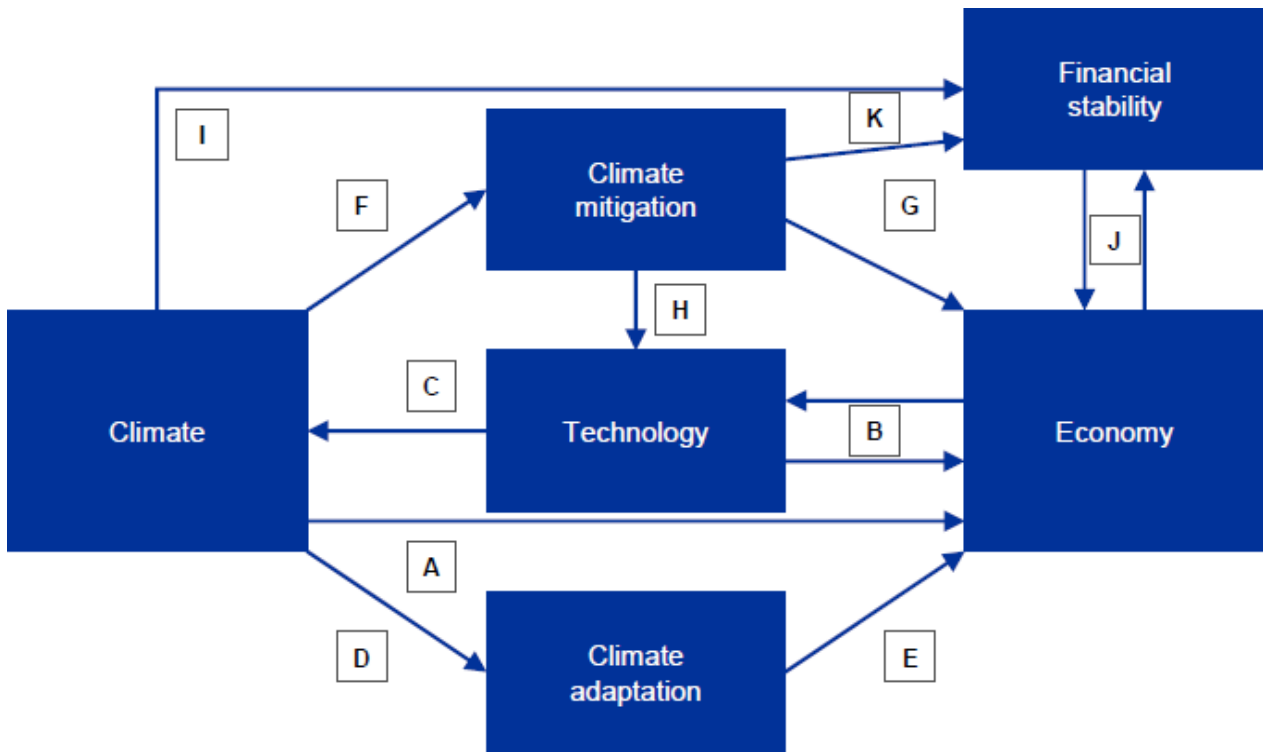 Financial
stability
I
K
Climate
mitigation
F
G
J
H
C
Climate
Technology
B
Economy
A
D
Climate
adaptation
E